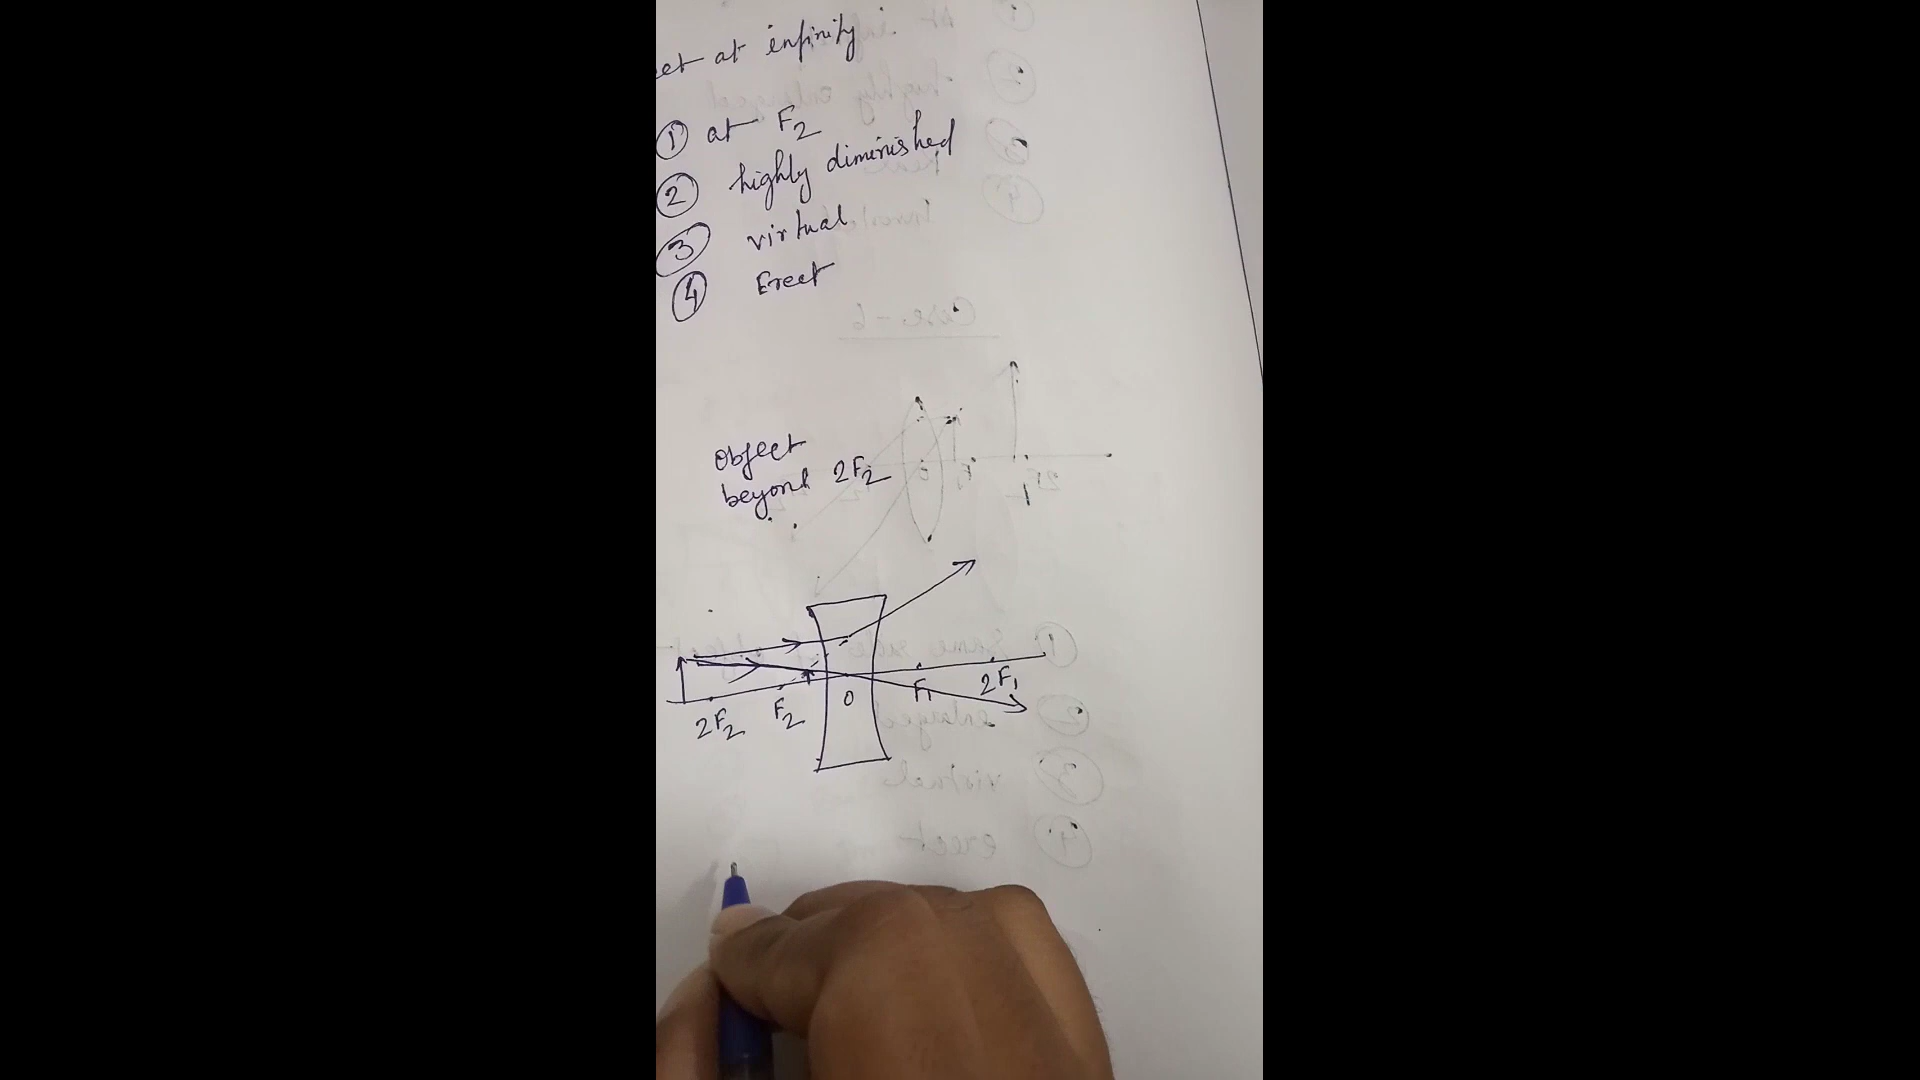 at infinity
① at F2
② highly diminished
③ virtual
④ Erect
Object
beyond 2F2
2F2 F2 O F1 2F1